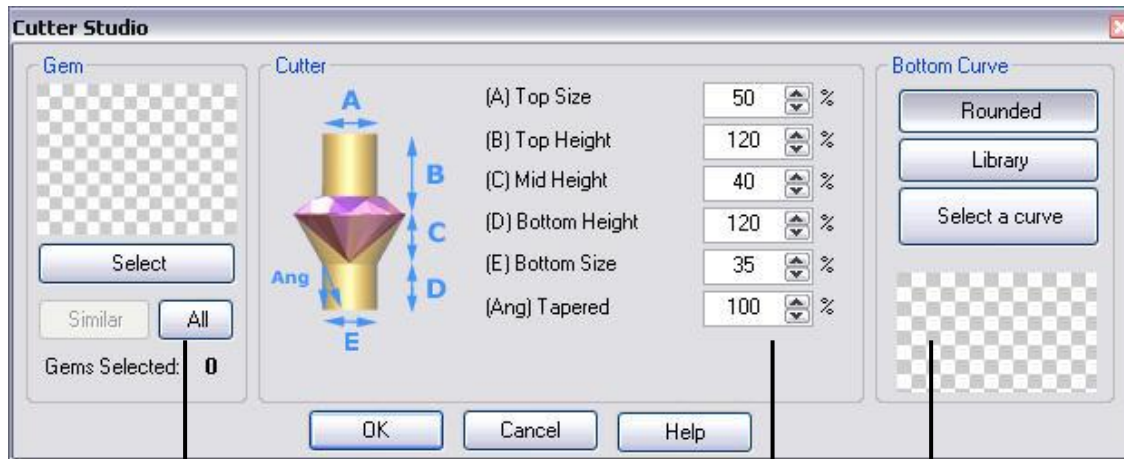 Cutter Studio
Gem
Select
Similar
All
Gems Selected: 0
Cutter
A
B
C
D
Ang
E
(A) Top Size 50 %
(B) Top Height 120 %
(C) Mid Height 40 %
(D) Bottom Height 120 %
(E) Bottom Size 35 %
(Ang) Tapered 100 %
Bottom Curve
Rounded
Library
Select a curve
OK
Cancel
Help